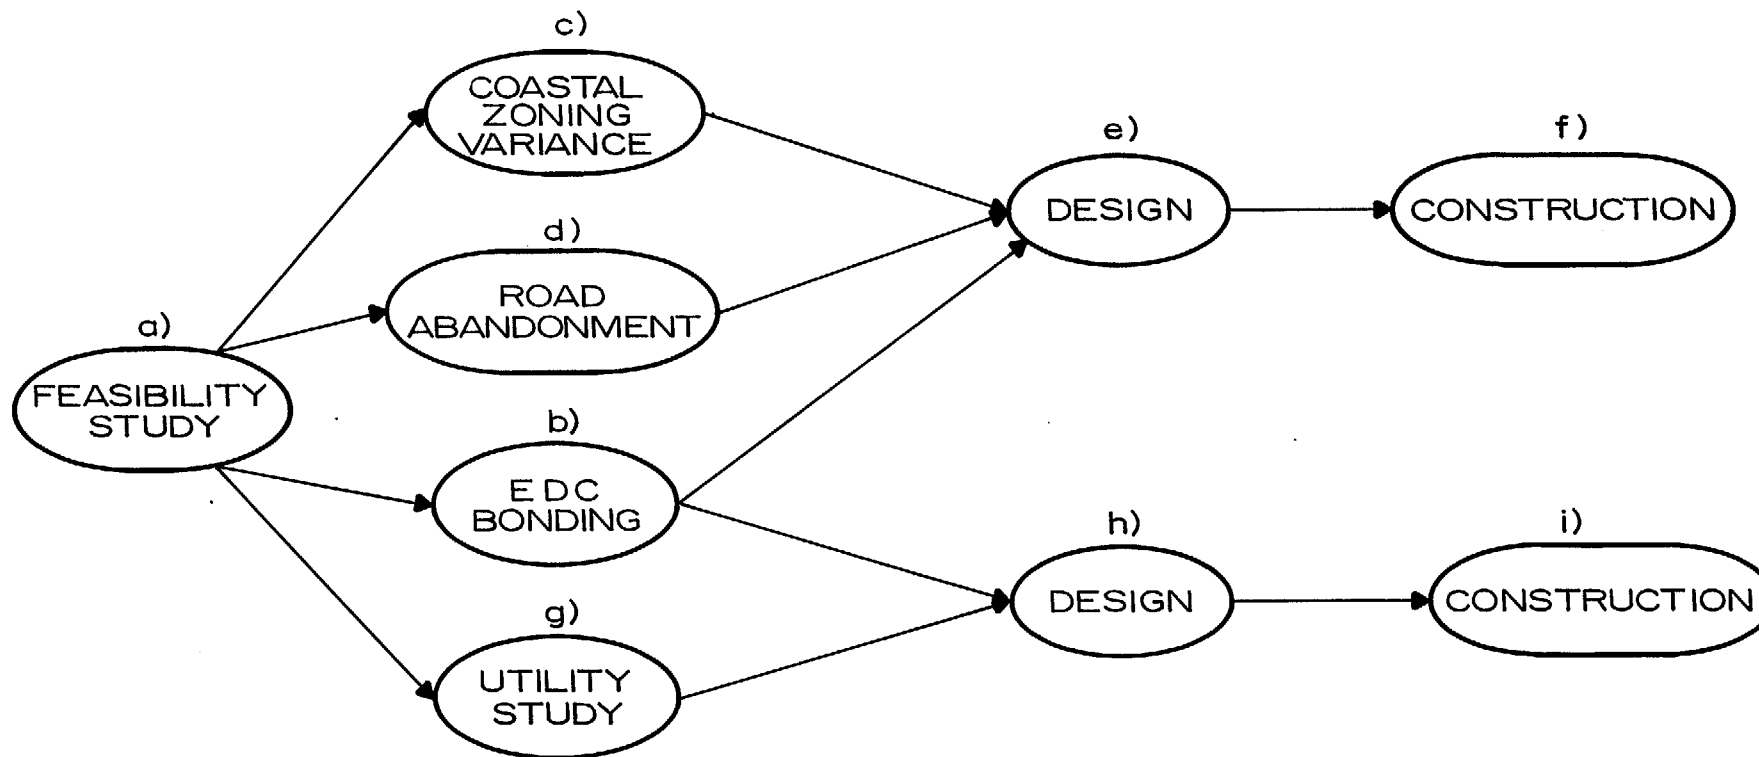 c)
COASTAL
ZONING
VARIANCE
d)
ROAD
ABANDONMENT
a)
FEASIBILITY
STUDY
b)
EDC
BONDING
g)
UTILITY
STUDY
e)
DESIGN
f)
CONSTRUCTION
h)
DESIGN
i)
CONSTRUCTION